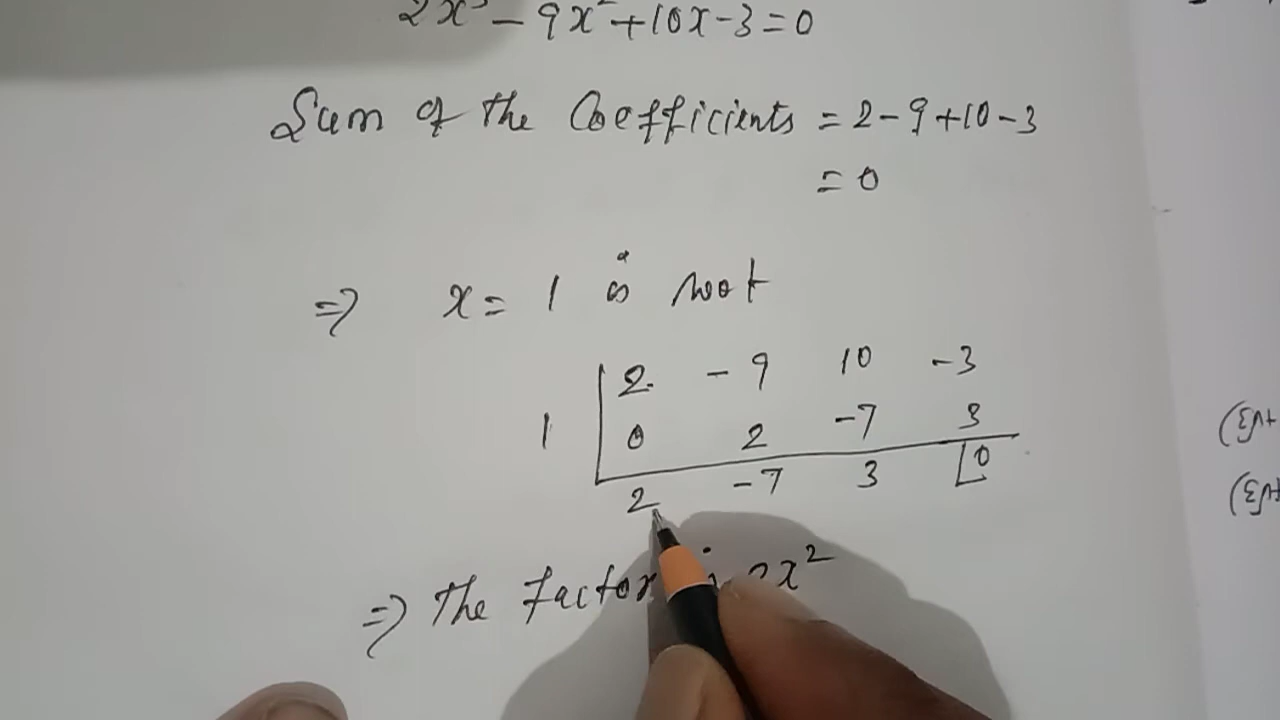 2x³ - 9x² + 10x - 3 = 0
Sum of the Coefficients = 2 - 9 + 10 - 3
= 0
⇒ x = 1 is root
2 - 9 10 - 3
1 0 2 -7 3
2 -7 3 0
⇒ The factor is 2x²